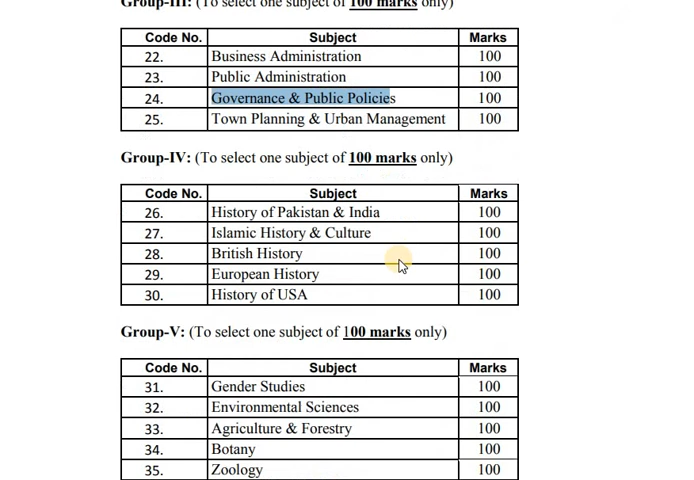 Group-III: (To select one subject of 100 marks only)
Code No. Subject Marks
22. Business Administration 100
23. Public Administration 100
24. Governance & Public Policies 100
25. Town Planning & Urban Management 100
Group-IV: (To select one subject of 100 marks only)
Code No. Subject Marks
26. History of Pakistan & India 100
27. Islamic History & Culture 100
28. British History 100
29. European History 100
30. History of USA 100
Group-V: (To select one subject of 100 marks only)
Code No. Subject Marks
31. Gender Studies 100
32. Environmental Sciences 100
33. Agriculture & Forestry 100
34. Botany 100
35. Zoology 100